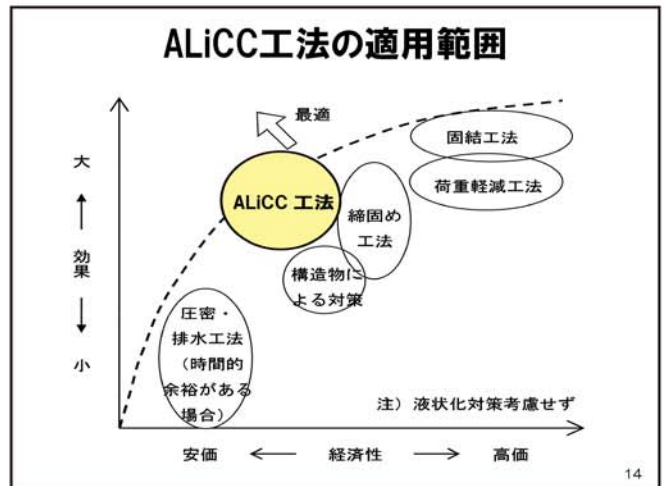 ALiCC工法の適用範囲
最適
大
効果
小
ALiCC 工法
固結工法
荷重軽減工法
締固め
工法
構造物に
よる対策
圧密・
排水工法
（時間的
余裕がある
場合）
注）液状化対策考慮せず
安価
経済性
高価
14